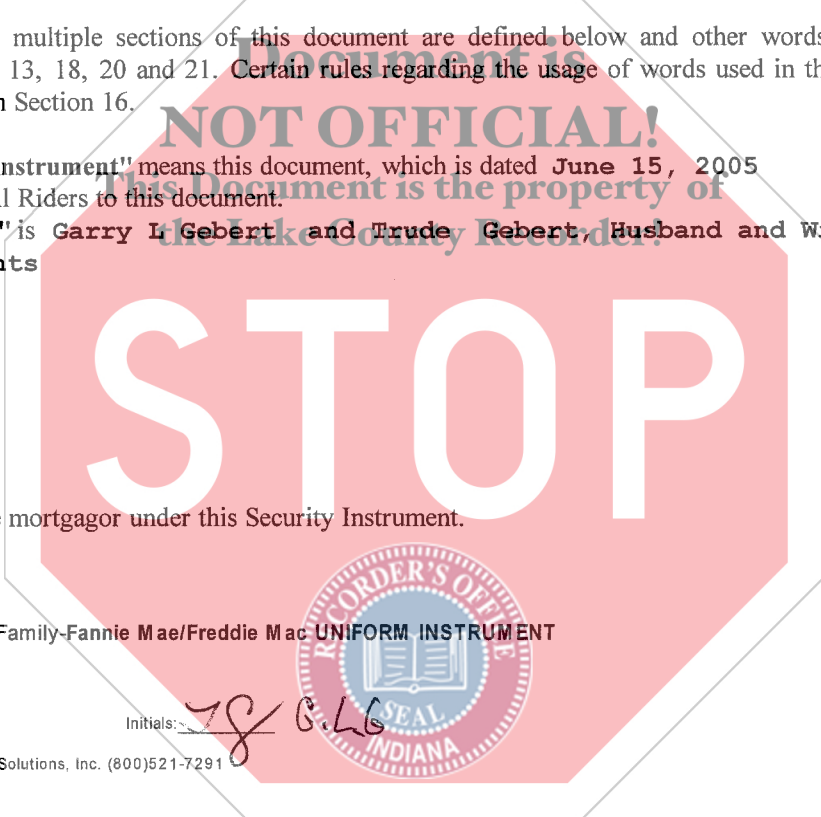 multiple sections of this document are defined below and other words
13, 18, 20 and 21. Certain rules regarding the usage of words used in th
n Section 16.
Document is
NOT OFFICIAL!
This Document is the property of
the Lake County Recorder!
nstrument" means this document, which is dated June 15, 2005
l Riders to this document.
" is Garry L Gebert and Trude Gebert, Husband and Wi
nts
STOP
e mortgagor under this Security Instrument.
RECORDER'S OFFICE
SEAL
INDIANA
Family-Fannie Mae/Freddie Mac UNIFORM INSTRUMENT
Initials: TG G.LG
Solutions, Inc. (800)521-7291